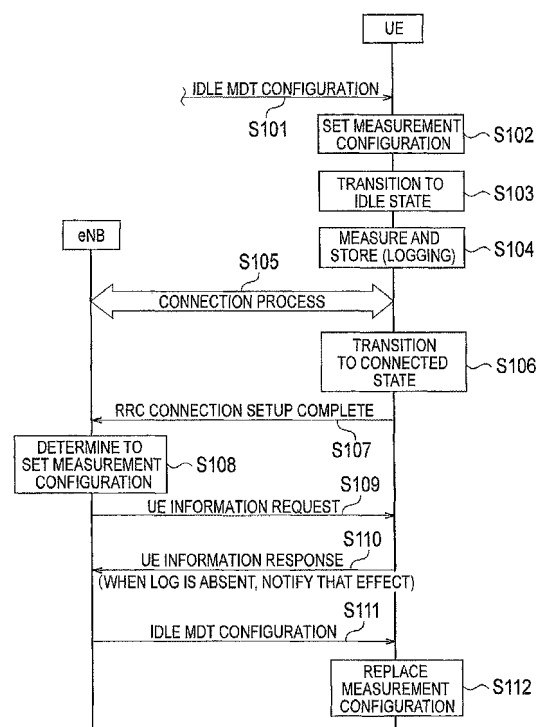 UE
IDLE MDT CONFIGURATION
S101
SET MEASUREMENT
CONFIGURATION
S102
TRANSITION TO
IDLE STATE
S103
eNB
MEASURE AND
STORE (LOGGING)
S104
S105
CONNECTION PROCESS
TRANSITION
TO CONNECTED
STATE
S106
RRC CONNECTION SETUP COMPLETE
S107
DETERMINE TO
SET MEASUREMENT
CONFIGURATION
S108
S109
UE INFORMATION REQUEST
S110
UE INFORMATION RESPONSE
(WHEN LOG IS ABSENT, NOTIFY THAT EFFECT)
S111
IDLE MDT CONFIGURATION
REPLACE
MEASUREMENT
CONFIGURATION
S112